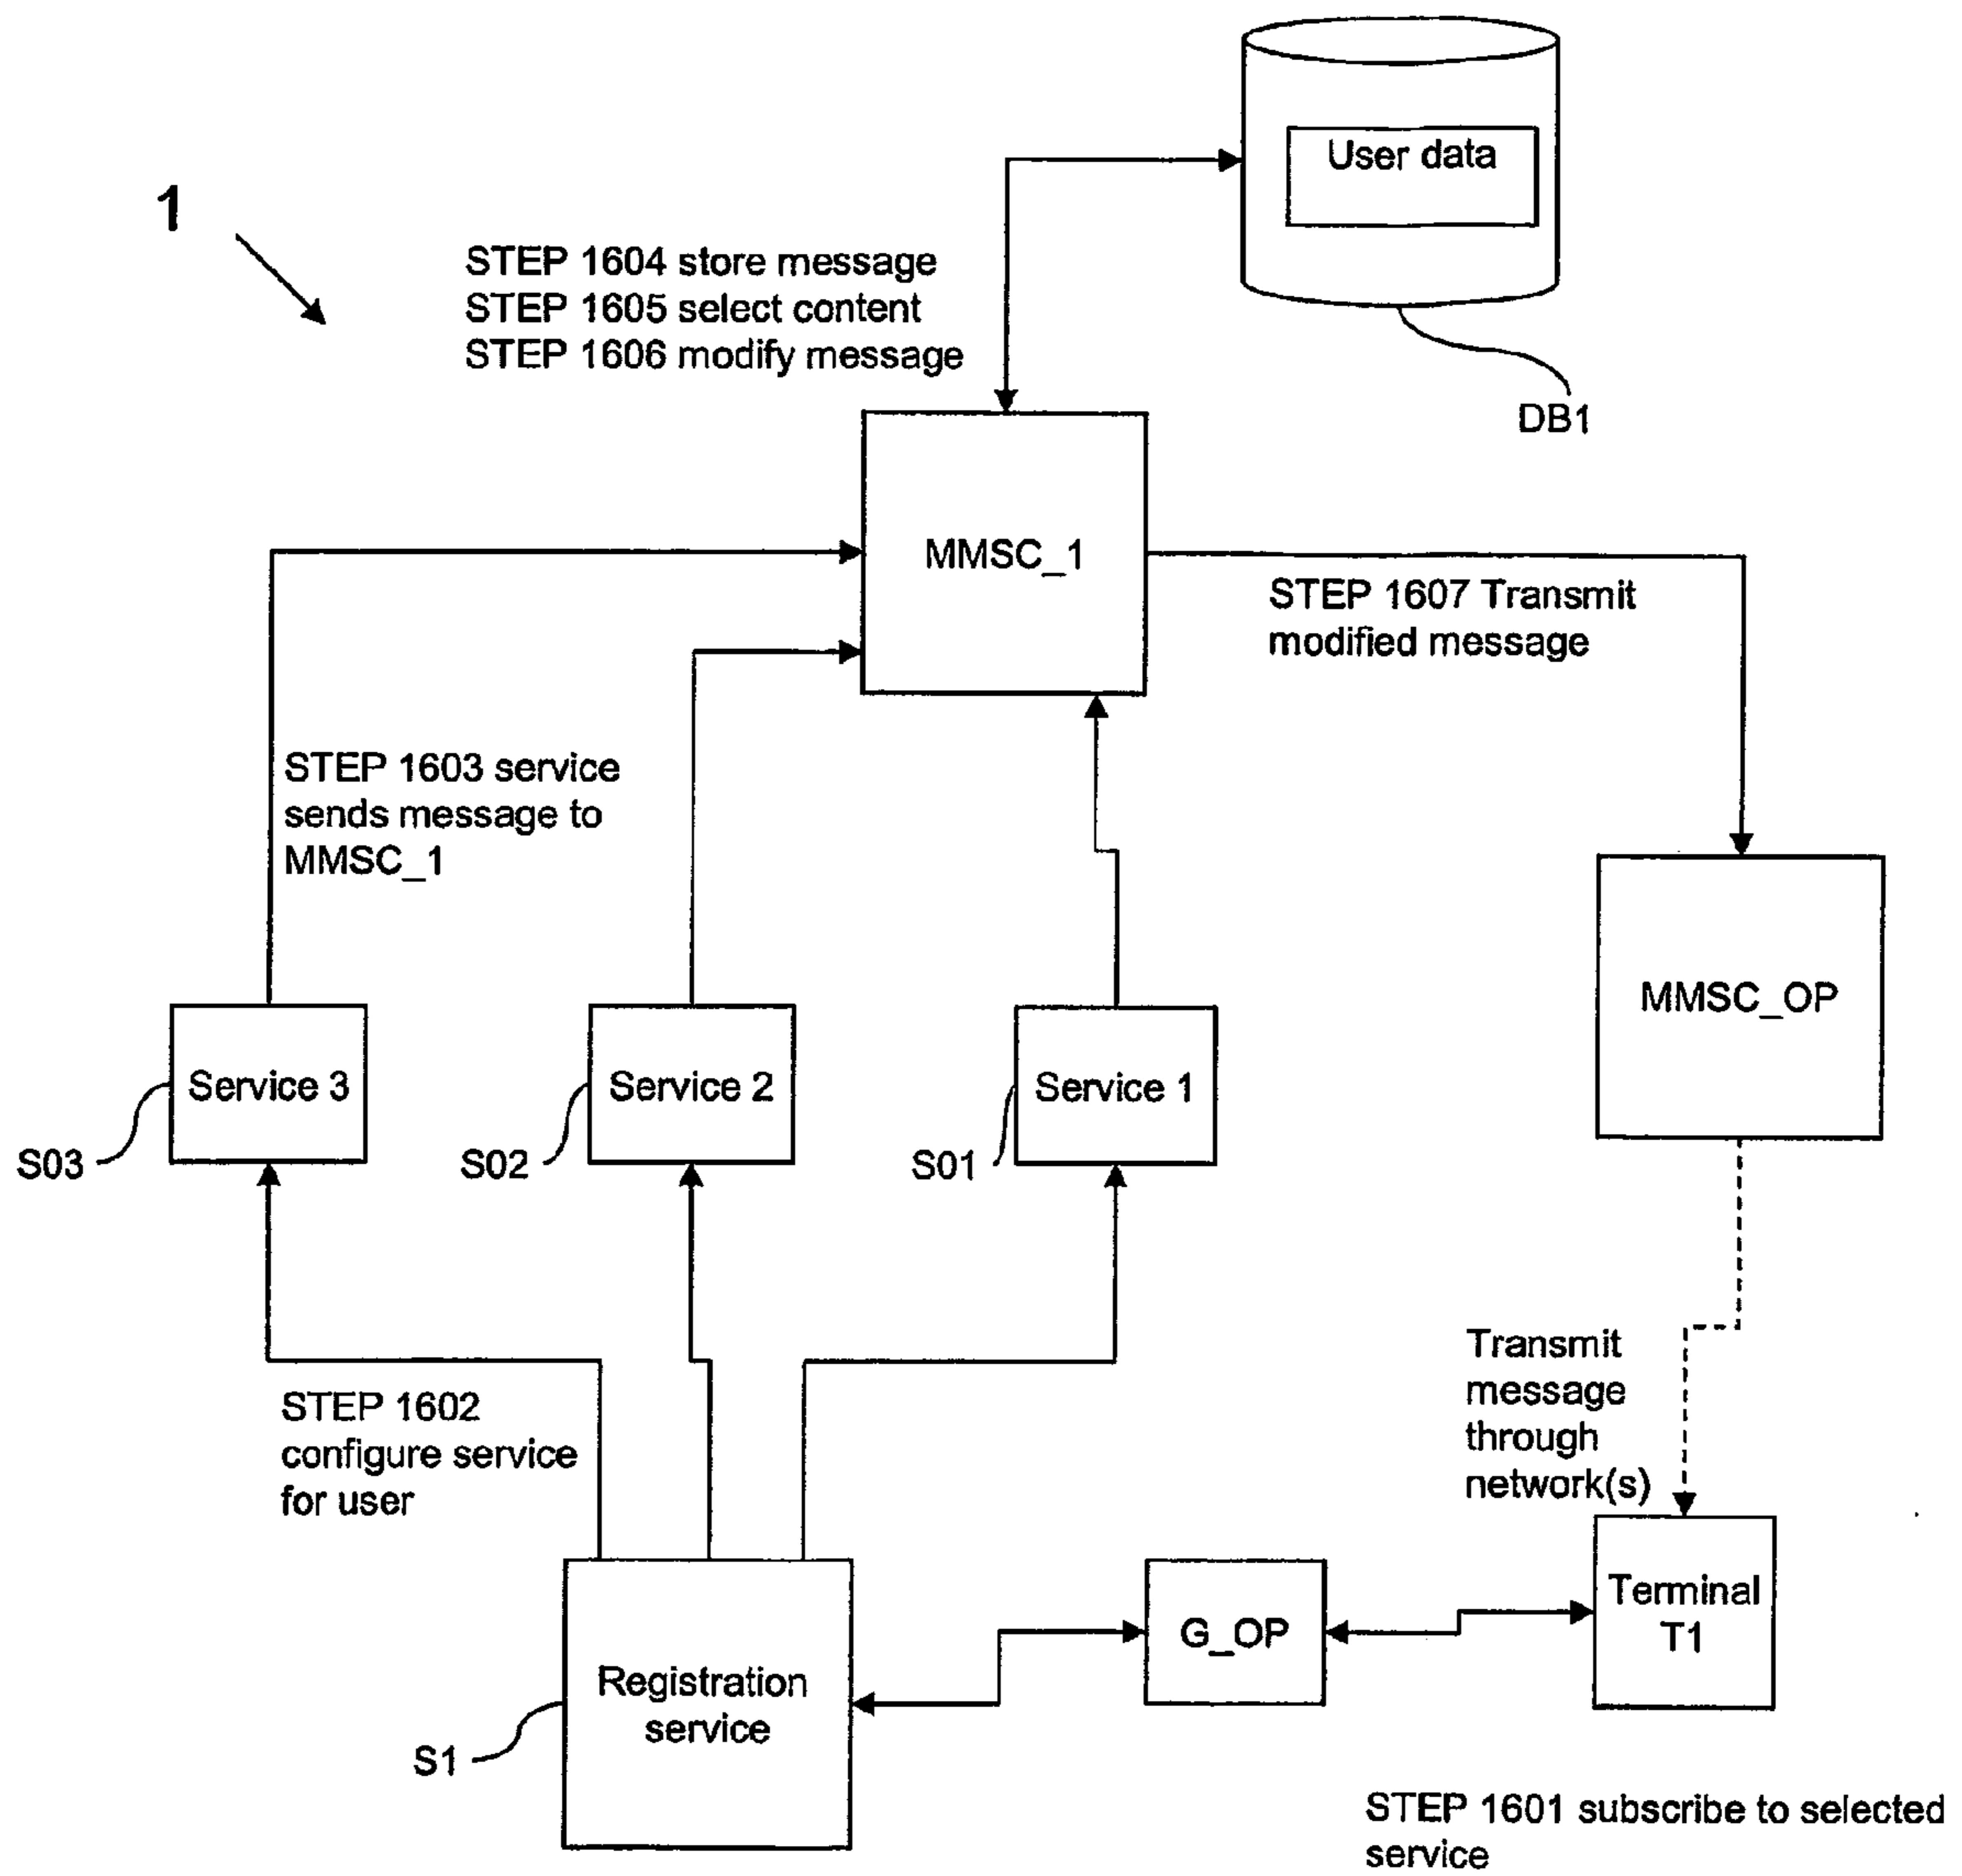 1
User data
STEP 1604 store message
STEP 1605 select content
STEP 1606 modify message
DB1
MMSC_1
STEP 1607 Transmit
modified message
STEP 1603 service
sends message to
MMSC_1
MMSC_OP
Service 3
Service 2
Service 1
S03
S02
S01
Transmit
message
through
network(s)
STEP 1602
configure service
for user
Terminal
T1
G_OP
Registration
service
S1
STEP 1601 subscribe to selected
service